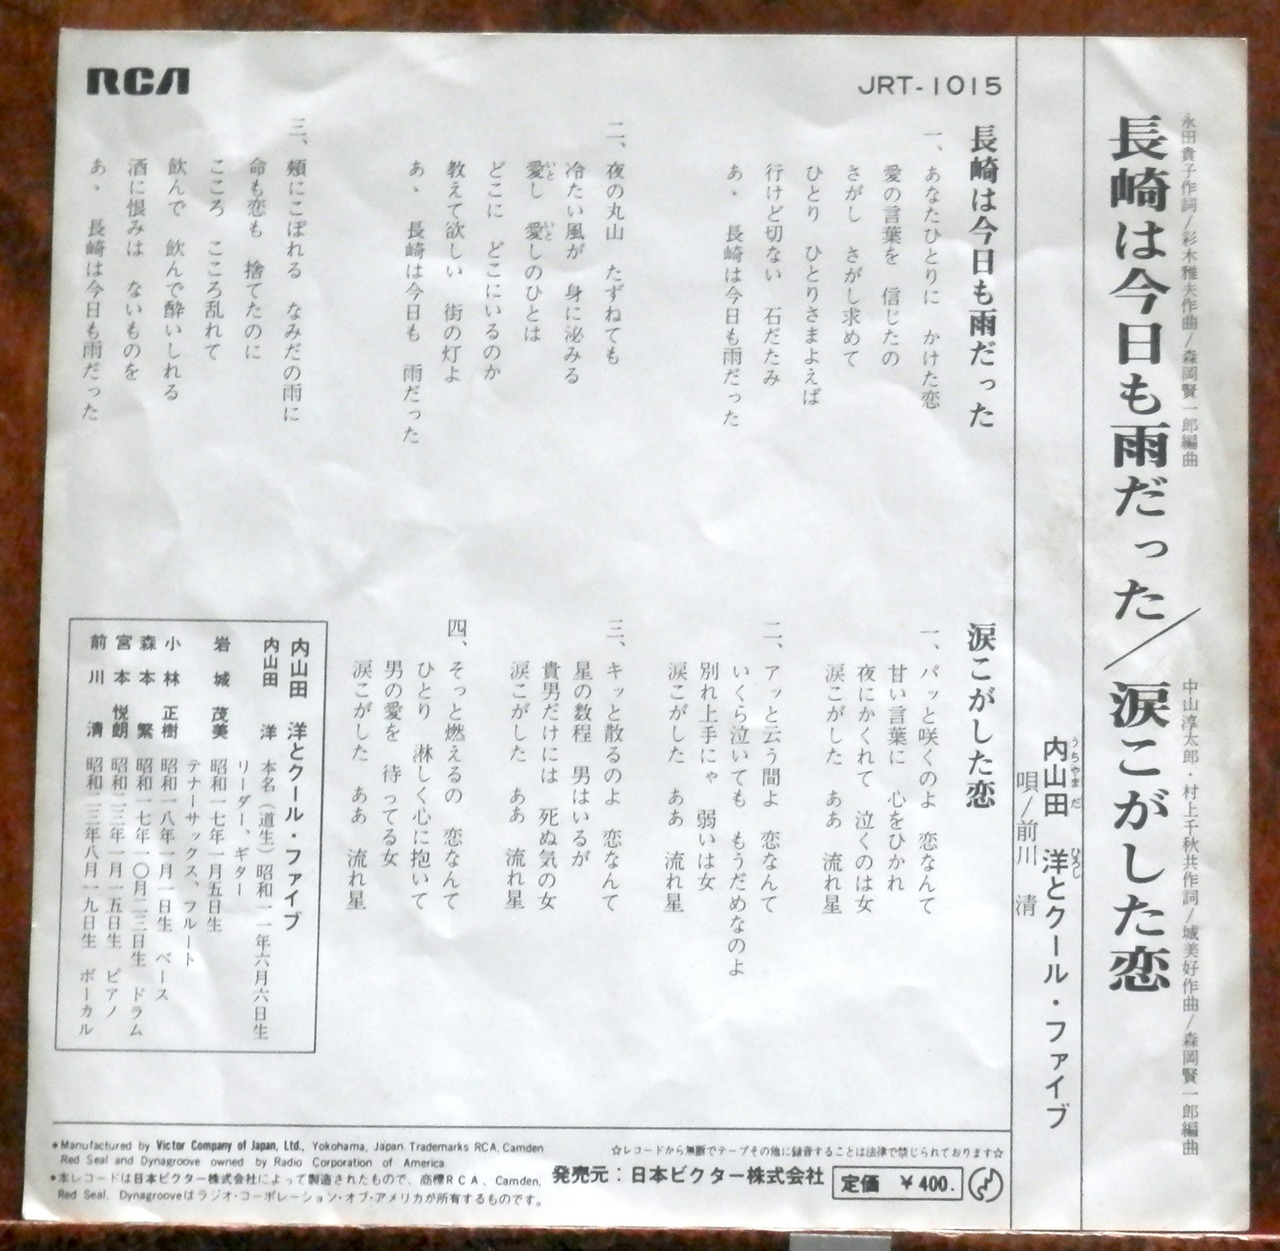 永田貴子作詞/彩木雅夫作曲/森岡賢一郎編曲
中山淳太郎・村上千秋共作詞/城美好作曲/森岡賢一郎編曲
長崎は今日も雨だった/涙こがした恋
うちやまだ ひろし
内山田 洋とクール・ファイブ
唄/前川 清
RCA
JRT-1015
長崎は今日も雨だった
一、あなたひとりに かけた恋
愛の言葉を 信じたの
さがし さがし求めて
ひとり ひとりさまよえば
行けど切ない 石だたみ
あゝ 長崎は今日も雨だった
二、夜の丸山 たずねても
冷たい風が 身に泌みる
愛し 愛しのひとは
いと いと
どこに どこにいるのか
教えて欲しい 街の灯よ
あゝ 長崎は今日も 雨だった
三、頬にこぼれる なみだの雨に
命も恋も 捨てたのに
こころ こころ乱れて
飲んで 飲んで酔いしれる
酒に恨みは ないものを
あゝ 長崎は今日も雨だった
涙こがした恋
一、パッと咲くのよ 恋なんて
甘い言葉に 心をひかれ
夜にかくれて 泣くのは女
涙こがした ああ 流れ星
二、アッと云う間よ 恋なんて
いくら泣いても もうだめなのよ
別れ上手にゃ 弱いは女
涙こがした ああ 流れ星
三、キッと散るのよ 恋なんて
星の数程 男はいるが
貴男だけには 死ぬ気の女
涙こがした ああ 流れ星
四、そっと燃えるの 恋なんて
ひとり 淋しく心に抱いて
男の愛を 待ってる女
涙こがした ああ 流れ星
内山田 洋とクール・ファイブ
内山田 洋 本名(道生)昭和一一年六月六日生
リーダー、ギター
岩城 茂美 昭和一七年一月五日生
テナーサックス、フルート
小林 正樹 昭和一八年一月一日生 ベース
森本 繁 昭和一七年一〇月二三日生 ドラム
宮本 悦朗 昭和二三年一月一五日生 ピアノ
前川 清 昭和二三年八月一九日生 ボーカル
●Manufactured by Victor Company of Japan, Ltd., Yokohama, Japan Trademarks RCA, Camden
Red Seal and Dynagroove owned by Radio Corporation of America.
●本レコードは日本ビクター株式会社によって製造されたもので、商標RCA、Camden,
Red Seal, Dynagrooveはラジオ・コーポレーション・オブ・アメリカが所有するものです。
☆レコードから無断でテープその他に録音することは法律で禁じられております☆
発売元:日本ビクター株式会社
定価 ¥400.